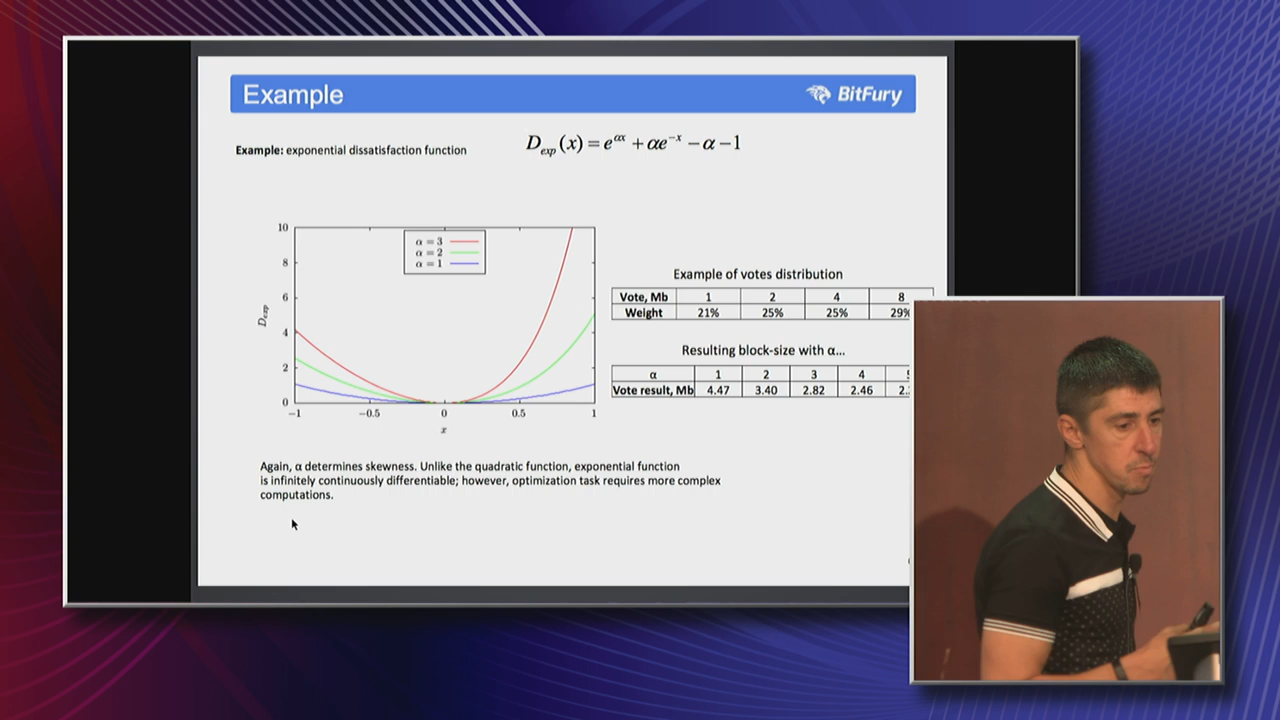 Example
BitFury
Example: exponential dissatisfaction function
D_exp(x) = e^{αx} + αe^{-x} − α − 1
10
8
6
4
2
0
D_exp
α = 3
α = 2
α = 1
−1 −0.5 0 0.5 1
x
Example of votes distribution
Vote, Mb 1 2 4 8
Weight 21% 25% 25% 29%
Resulting block-size with α...
α 1 2 3 4
Vote result, Mb 4.47 3.40 2.82 2.46 2.
Again, α determines skewness. Unlike the quadratic function, exponential function
is infinitely continuously differentiable; however, optimization task requires more complex
computations.